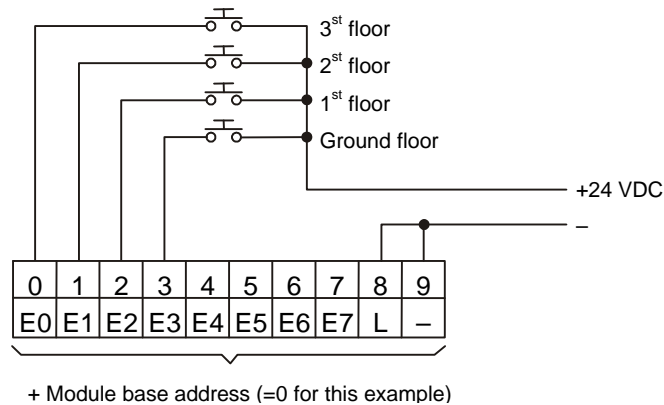 3st floor
2st floor
1st floor
Ground floor
+24 VDC
–
0 1 2 3 4 5 6 7 8 9
E0 E1 E2 E3 E4 E5 E6 E7 L –
+ Module base address (=0 for this example)